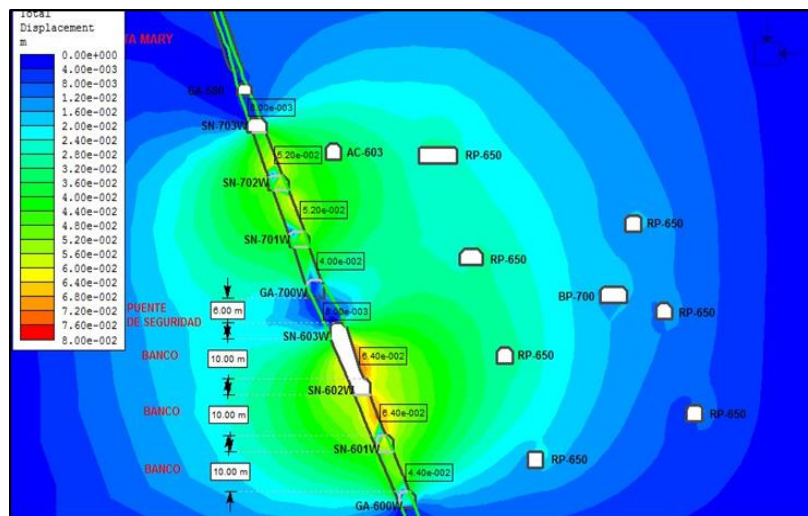 Total
Displacement
m
0.00e+000
4.00e-003
8.00e-003
1.20e-002
1.60e-002
2.00e-002
2.40e-002
2.80e-002
3.20e-002
3.60e-002
4.00e-002
4.40e-002
4.80e-002
5.20e-002
5.60e-002
6.00e-002
6.40e-002
6.80e-002
7.20e-002
7.60e-002
8.00e-002
TA MARY
8.00e-003
SN-703W
AC-603
RP-650
5.20e-002
SN-702W
5.20e-002
RP-650
SN-701W
4.00e-002
RP-650
GA-700W
BP-700
PUENTE
DE SEGURIDAD
6.00 m
8.00e-003
RP-650
SN-603W
BANCO
10.00 m
6.40e-002
RP-650
SN-602W
BANCO
10.00 m
6.40e-002
RP-650
SN-601W
BANCO
10.00 m
4.40e-002
RP-650
GA-600W